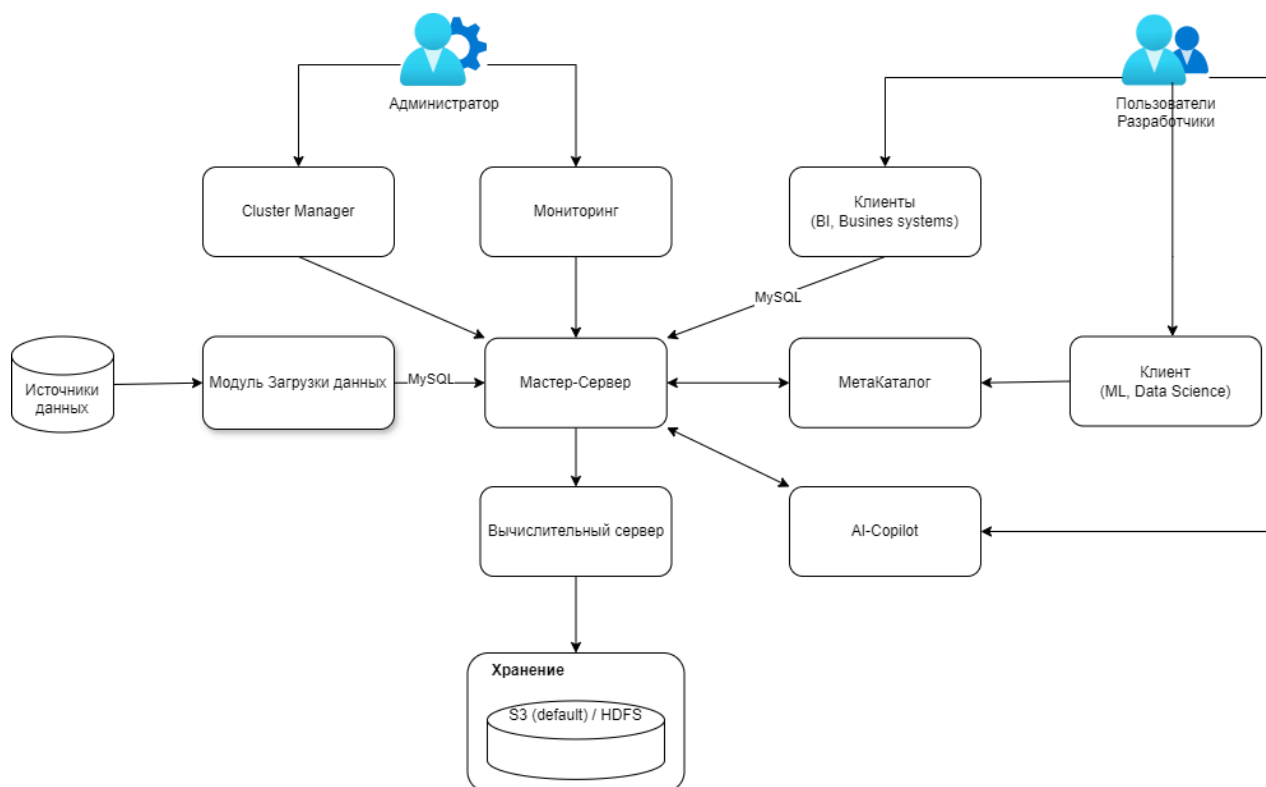 Администратор
Пользователи
Разработчики
Cluster Manager
Мониторинг
Клиенты
(BI, Busines systems)
MySQL
Источники
данных
Модуль Загрузки данных
MySQL
Мастер-Сервер
МетаКаталог
Клиент
(ML, Data Science)
Вычислительный сервер
AI-Copilot
Хранение
S3 (default) / HDFS